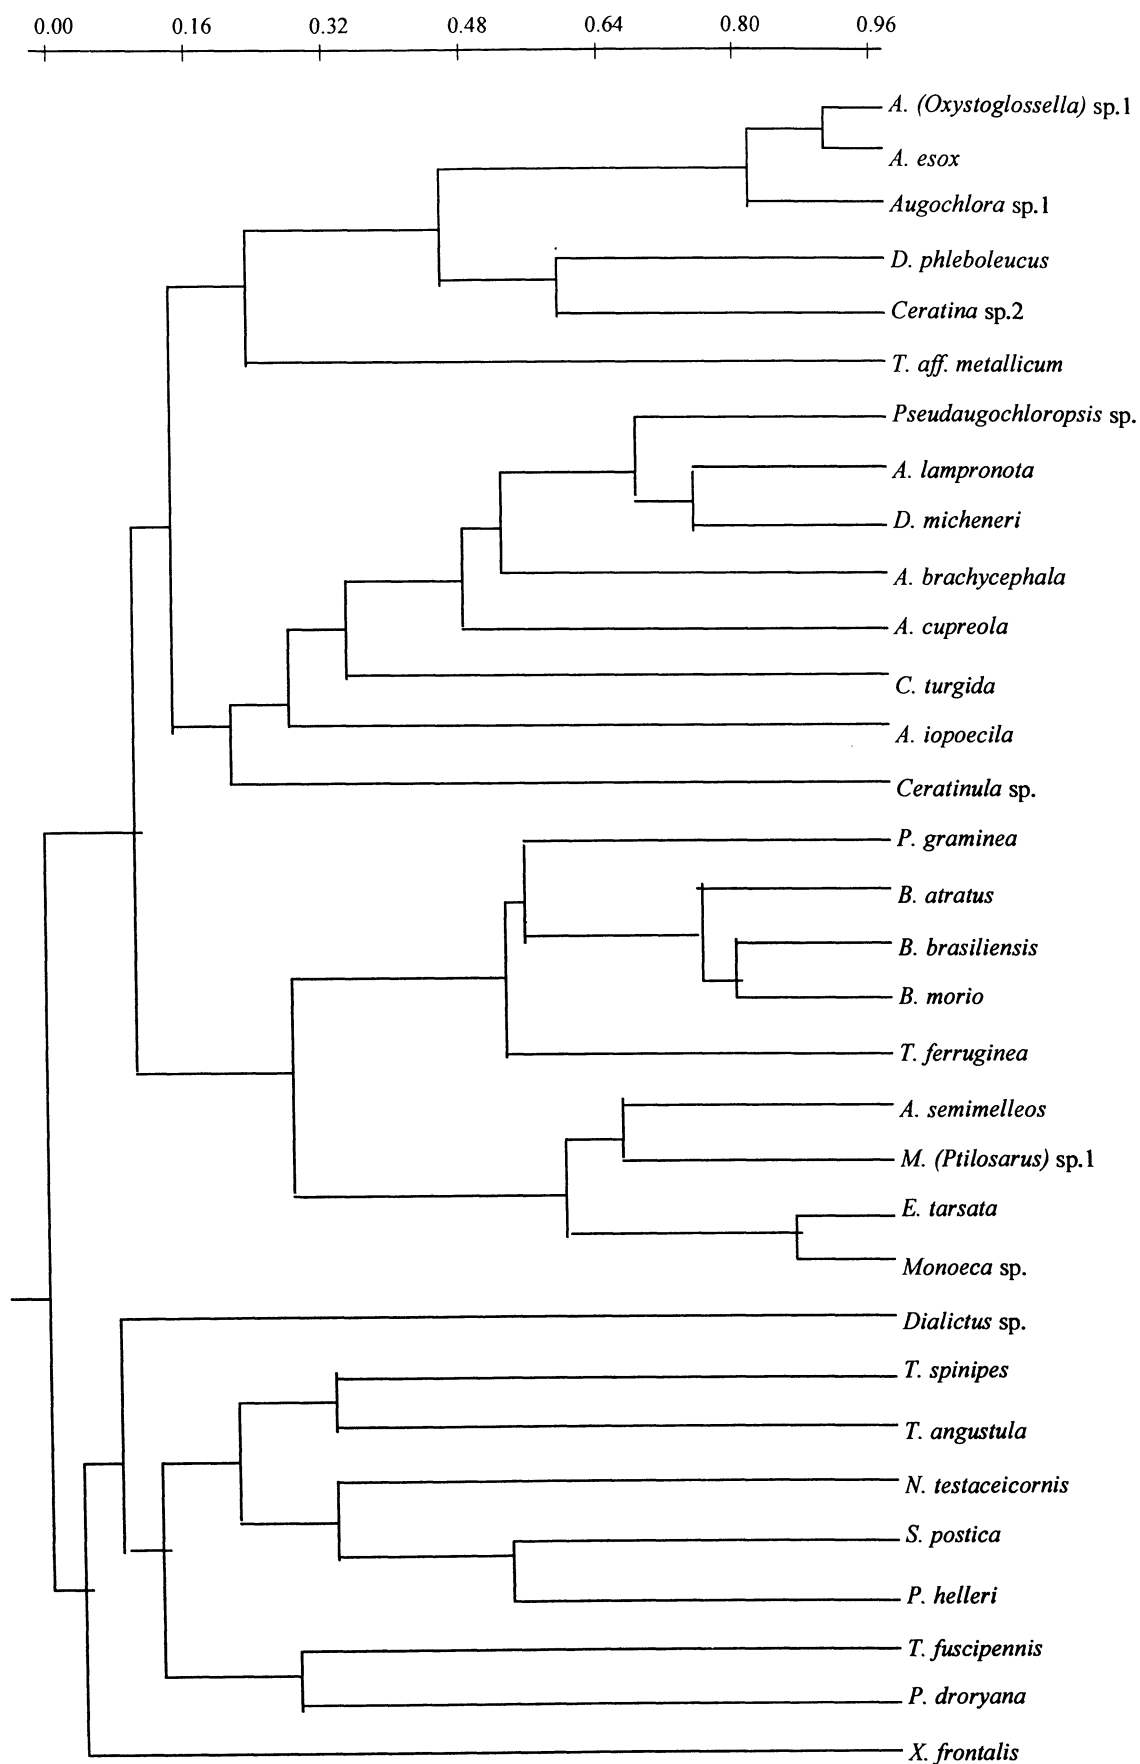 0.00 0.16 0.32 0.48 0.64 0.80 0.96
A. (Oxystoglossella) sp.1
A. esox
Augochlora sp.1
D. phleboleucus
Ceratina sp.2
T. aff. metallicum
Pseudaugochloropsis sp.
A. lampronota
D. micheneri
A. brachycephala
A. cupreola
C. turgida
A. iopoecila
Ceratinula sp.
P. graminea
B. atratus
B. brasiliensis
B. morio
T. ferruginea
A. semimelleos
M. (Ptilosarus) sp.1
E. tarsata
Monoeca sp.
Dialictus sp.
T. spinipes
T. angustula
N. testaceicornis
S. postica
P. helleri
T. fuscipennis
P. droryana
X. frontalis